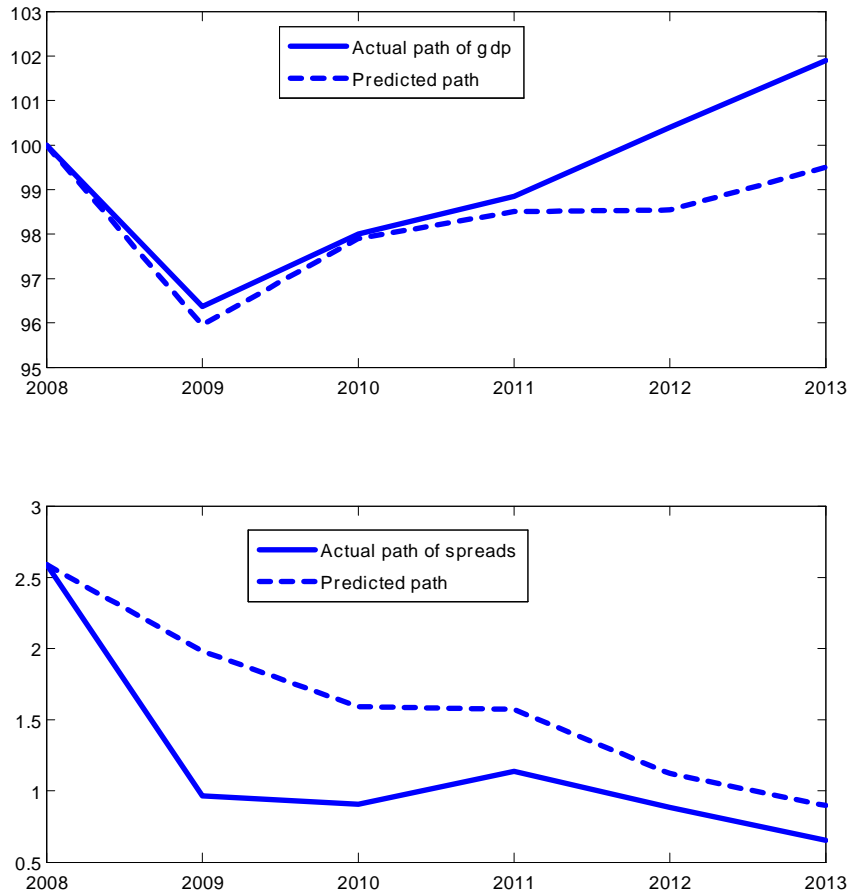 103
102
101
100
99
98
97
96
95
Actual path of gdp
Predicted path
2008 2009 2010 2011 2012 2013
3
2.5
2
1.5
1
0.5
Actual path of spreads
Predicted path
2008 2009 2010 2011 2012 2013